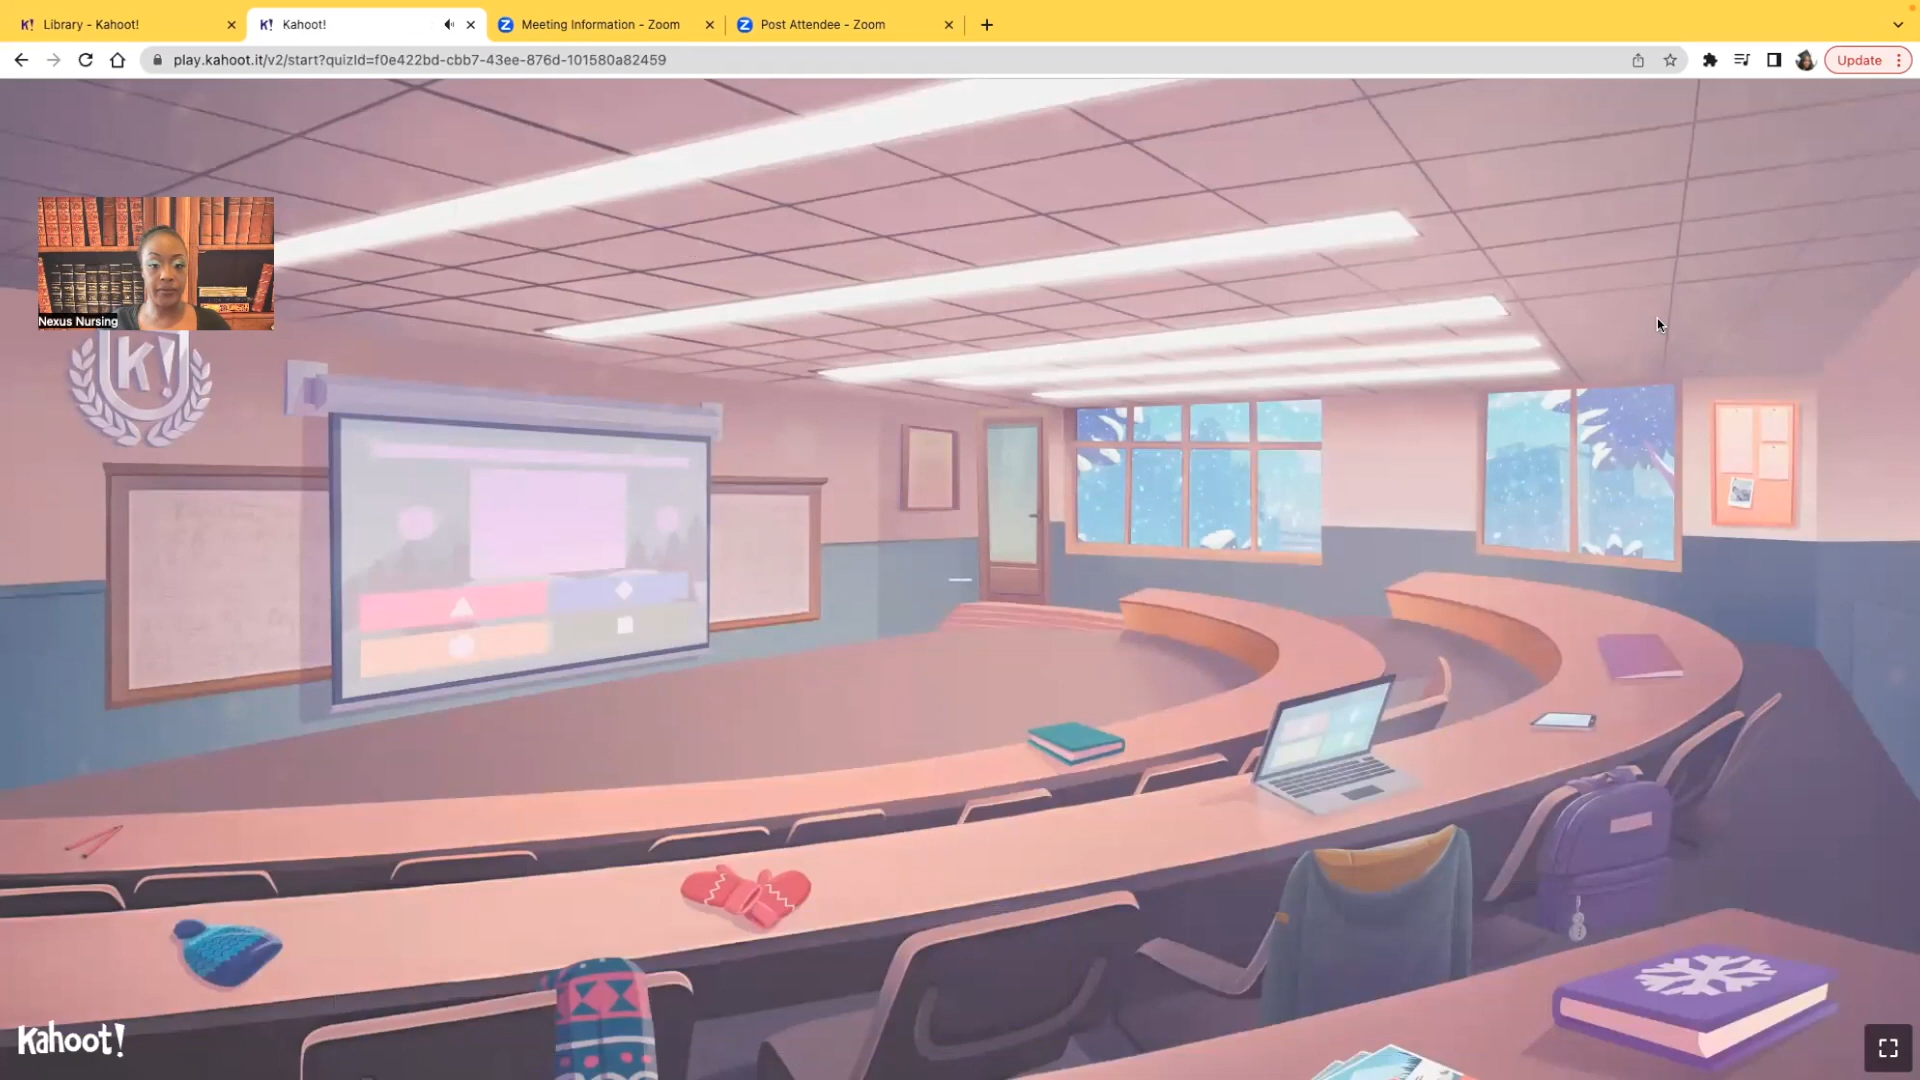 Library - Kahoot!
Kahoot!
Meeting Information - Zoom
Post Attendee - Zoom
play.kahoot.it/v2/start?quizId=f0e422bd-cbb7-43ee-876d-101580a82459
Update
Nexus Nursing
K!
Kahoot!